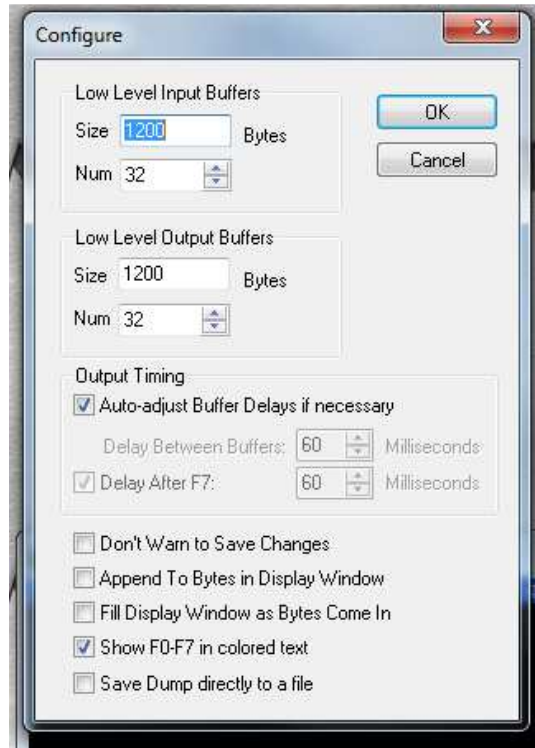 Configure
Low Level Input Buffers
OK
Size 1200 Bytes
Cancel
Num 32
Low Level Output Buffers
Size 1200 Bytes
Num 32
Output Timing
Auto-adjust Buffer Delays if necessary
Delay Between Buffers: 60 Milliseconds
Delay After F7: 60 Milliseconds
Don't Warn to Save Changes
Append To Bytes in Display Window
Fill Display Window as Bytes Come In
Show F0-F7 in colored text
Save Dump directly to a file